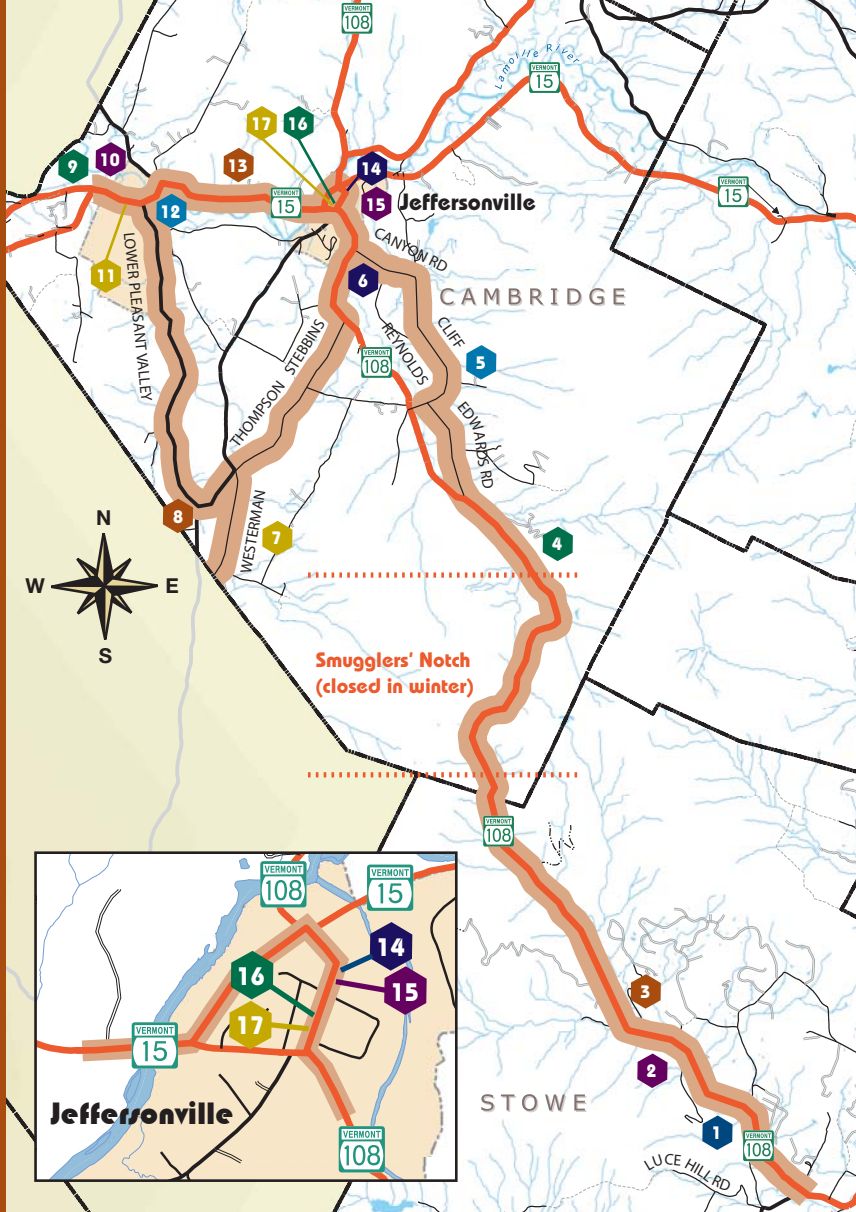 VERMONT
108
Lamoille River
VERMONT
15
17
16
9
10
13
14
VERMONT
15
12
VERMONT
15
15
Jeffersonville
CANYON RD
11
LOWER PLEASANT VALLEY
6
CAMBRIDGE
CLIFF
REYNOLDS
STEBBINS
THOMPSON
VERMONT
108
5
EDWARDS RD
8
WESTERMAN
7
4
N
W
E
S
Smugglers’ Notch
(closed in winter)
VERMONT
108
VERMONT
108
VERMONT
15
14
16
15
17
VERMONT
15
Jeffersonville
VERMONT
108
3
2
STOWE
1
VERMONT
108
LUCE HILL RD